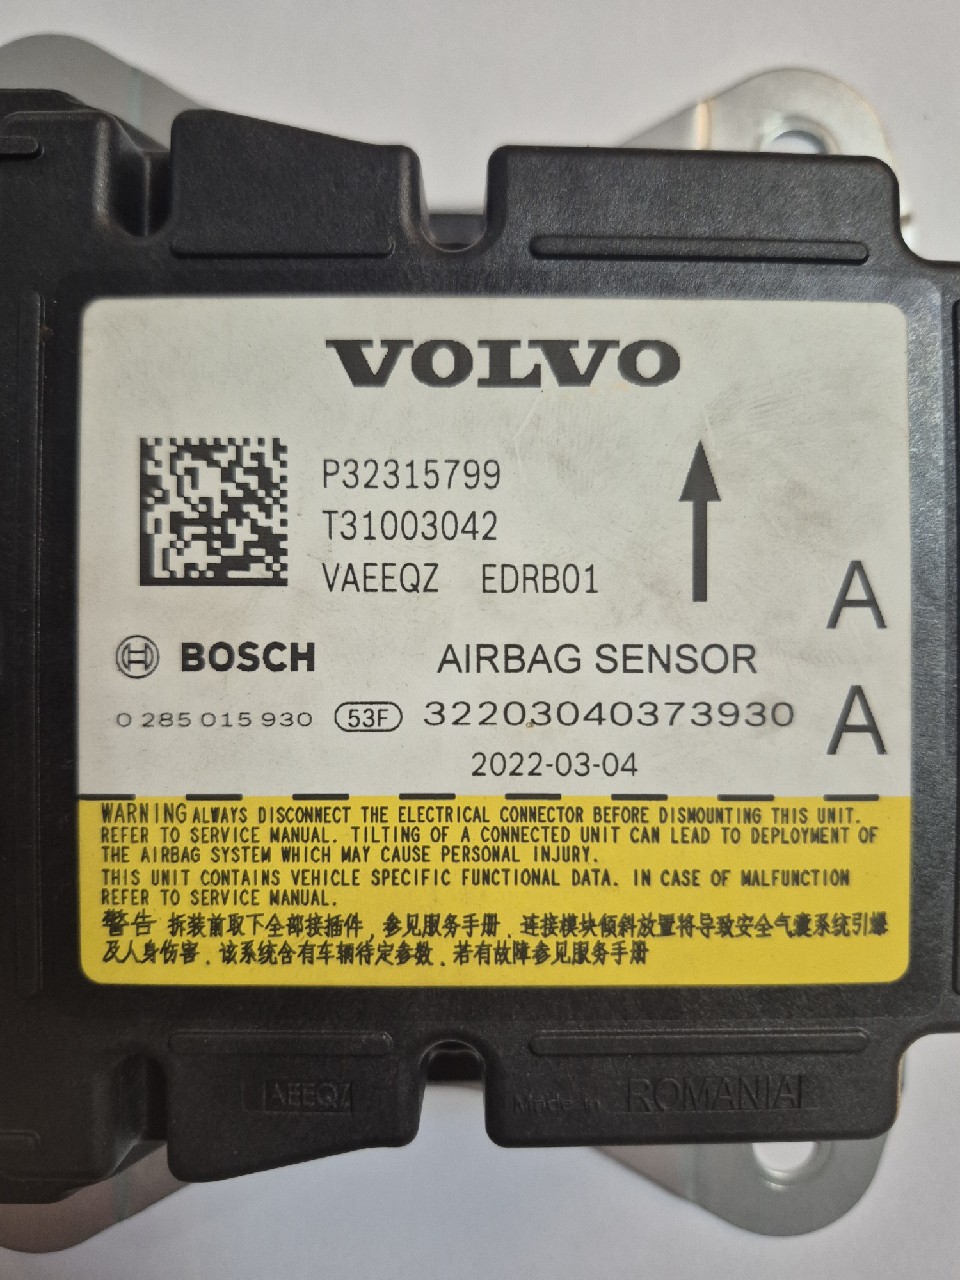 VOLVO
P32315799
T31003042
VAEEQZ EDRB01
A
BOSCH AIRBAG SENSOR
0 285 015 930 53F 32203040373930
A
2022-03-04
WARNING ALWAYS DISCONNECT THE ELECTRICAL CONNECTOR BEFORE DISMOUNTING THIS UNIT.
REFER TO SERVICE MANUAL. TILTING OF A CONNECTED UNIT CAN LEAD TO DEPLOYMENT OF
THE AIRBAG SYSTEM WHICH MAY CAUSE PERSONAL INJURY.
THIS UNIT CONTAINS VEHICLE SPECIFIC FUNCTIONAL DATA. IN CASE OF MALFUNCTION
REFER TO SERVICE MANUAL.
警告 拆装前取下全部接插件, 参见服务手册. 连接模块倾斜放置将导致安全气囊系统引爆
及人身伤害. 该系统含有车辆待定参数. 若有故障参见服务手册
VAEEQZ Made in ROMANIA